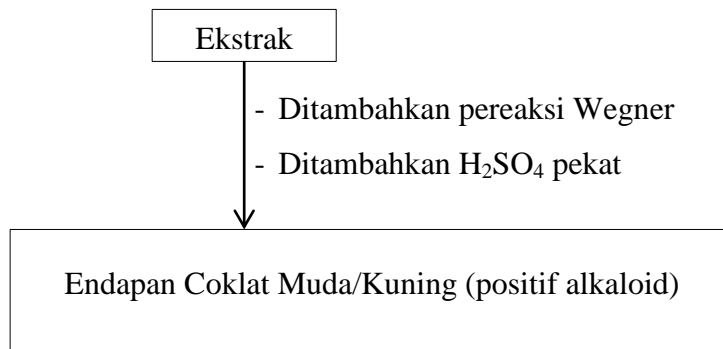 Ekstrak
- Ditambahkan pereaksi Wegner
- Ditambahkan H₂SO₄ pekat
Endapan Coklat Muda/Kuning (positif alkaloid)